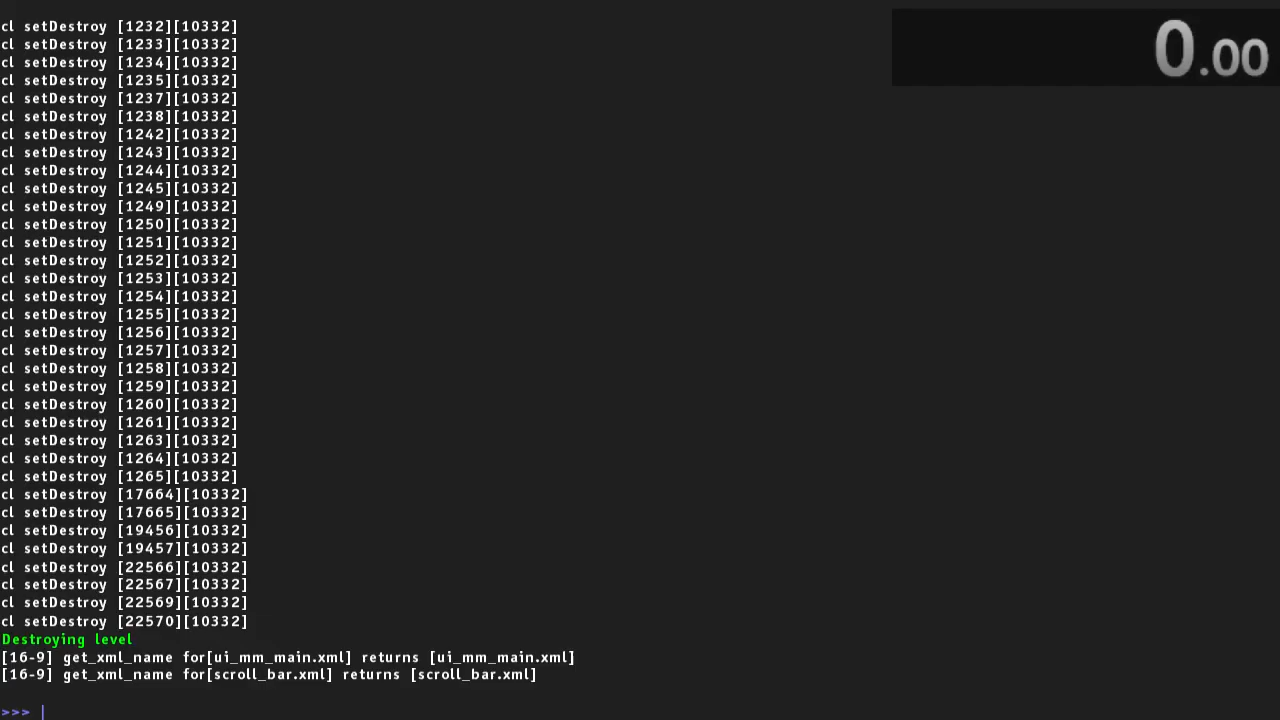 cl setDestroy [1232][10332]
cl setDestroy [1233][10332]
cl setDestroy [1234][10332]
cl setDestroy [1235][10332]
cl setDestroy [1237][10332]
cl setDestroy [1238][10332]
cl setDestroy [1242][10332]
cl setDestroy [1243][10332]
cl setDestroy [1244][10332]
cl setDestroy [1245][10332]
cl setDestroy [1249][10332]
cl setDestroy [1250][10332]
cl setDestroy [1251][10332]
cl setDestroy [1252][10332]
cl setDestroy [1253][10332]
cl setDestroy [1254][10332]
cl setDestroy [1255][10332]
cl setDestroy [1256][10332]
cl setDestroy [1257][10332]
cl setDestroy [1258][10332]
cl setDestroy [1259][10332]
cl setDestroy [1260][10332]
cl setDestroy [1261][10332]
cl setDestroy [1263][10332]
cl setDestroy [1264][10332]
cl setDestroy [1265][10332]
cl setDestroy [17664][10332]
cl setDestroy [17665][10332]
cl setDestroy [19456][10332]
cl setDestroy [19457][10332]
cl setDestroy [22566][10332]
cl setDestroy [22567][10332]
cl setDestroy [22569][10332]
cl setDestroy [22570][10332]
Destroying level
[16-9] get_xml_name for[ui_mm_main.xml] returns [ui_mm_main.xml]
[16-9] get_xml_name for[scroll_bar.xml] returns [scroll_bar.xml]
>>> |
0.00